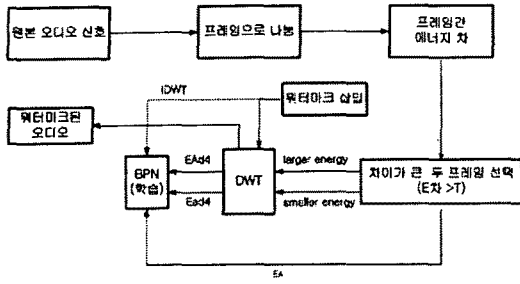 원본 오디오 신호
프레임으로 나눔
프레임간
에너지 차
IDWT
워터마크 삽입
워터마크된
오디오
EAd4
larger energy
BPN
(학습)
DWT
차이가 큰 두 프레임 선택
(E차 >T)
Ead4
smaller energy
EA